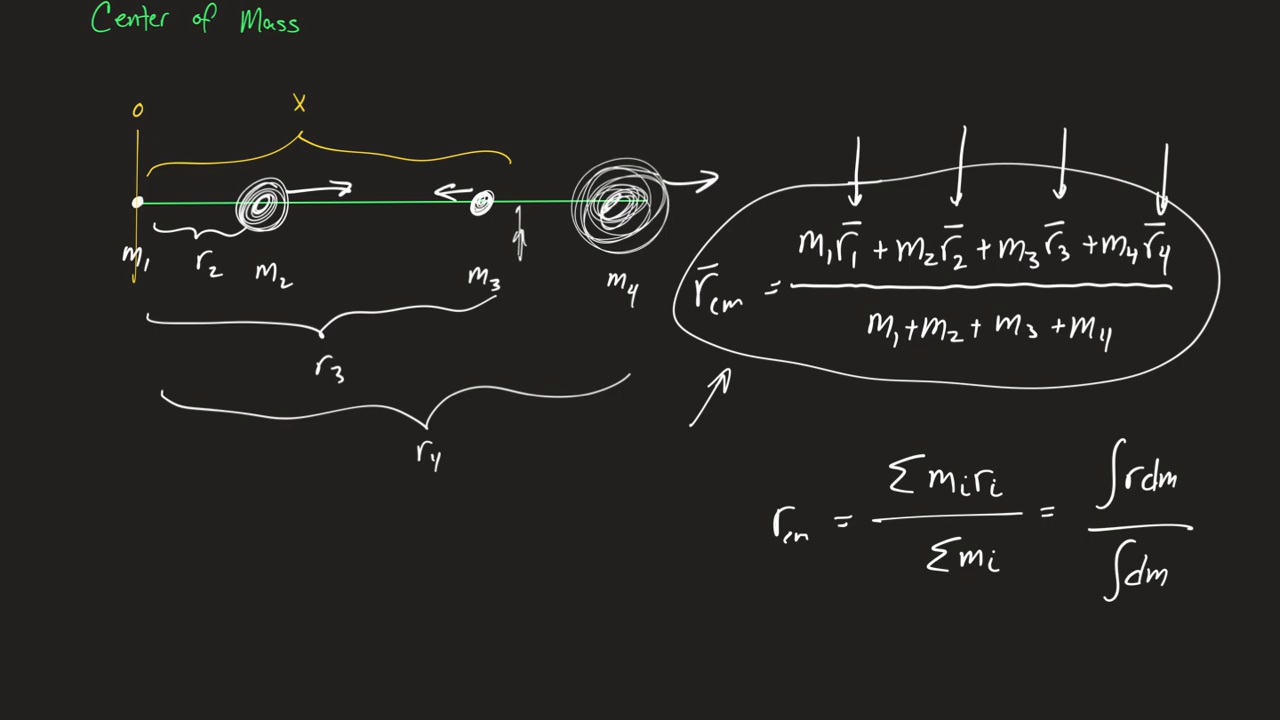 Center of Mass
0
X
m₁
r₂
m₂
m₃
m₄
r₃
r₄
m₁r̄₁ + m₂r̄₂ + m₃r̄₃ + m₄r̄₄
r̄cm =
m₁+m₂ + m₃ + m₄
Σmᵢrᵢ
∫rdm
rcm = =
Σmᵢ
∫dm